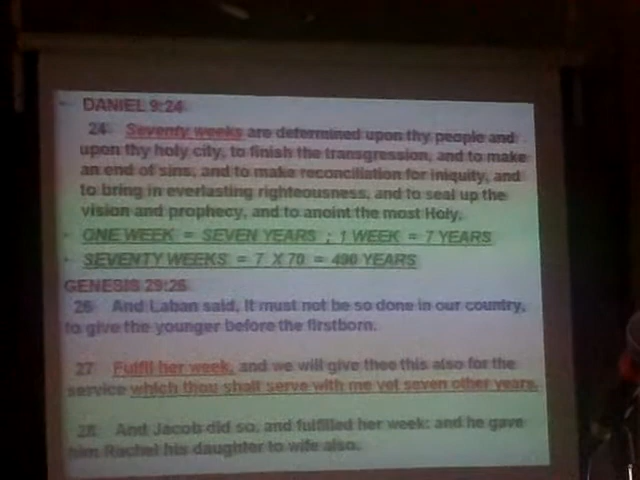 DANIEL 9:24
24 Seventy weeks are determined upon thy people and
upon thy holy city, to finish the transgression, and to make
an end of sins, and to make reconciliation for iniquity, and
to bring in everlasting righteousness, and to seal up the
vision and prophecy, and to anoint the most Holy.
ONE WEEK = SEVEN YEARS ; 1 WEEK = 7 YEARS
SEVENTY WEEKS = 7 X 70 = 490 YEARS
GENESIS 29:26
26 And Laban said, It must not be so done in our country,
to give the younger before the firstborn.
27 Fulfil her week, and we will give thee this also for the
service which thou shalt serve with me yet seven other years.
28 And Jacob did so, and fulfilled her week: and he gave
him Rachel his daughter to wife also.